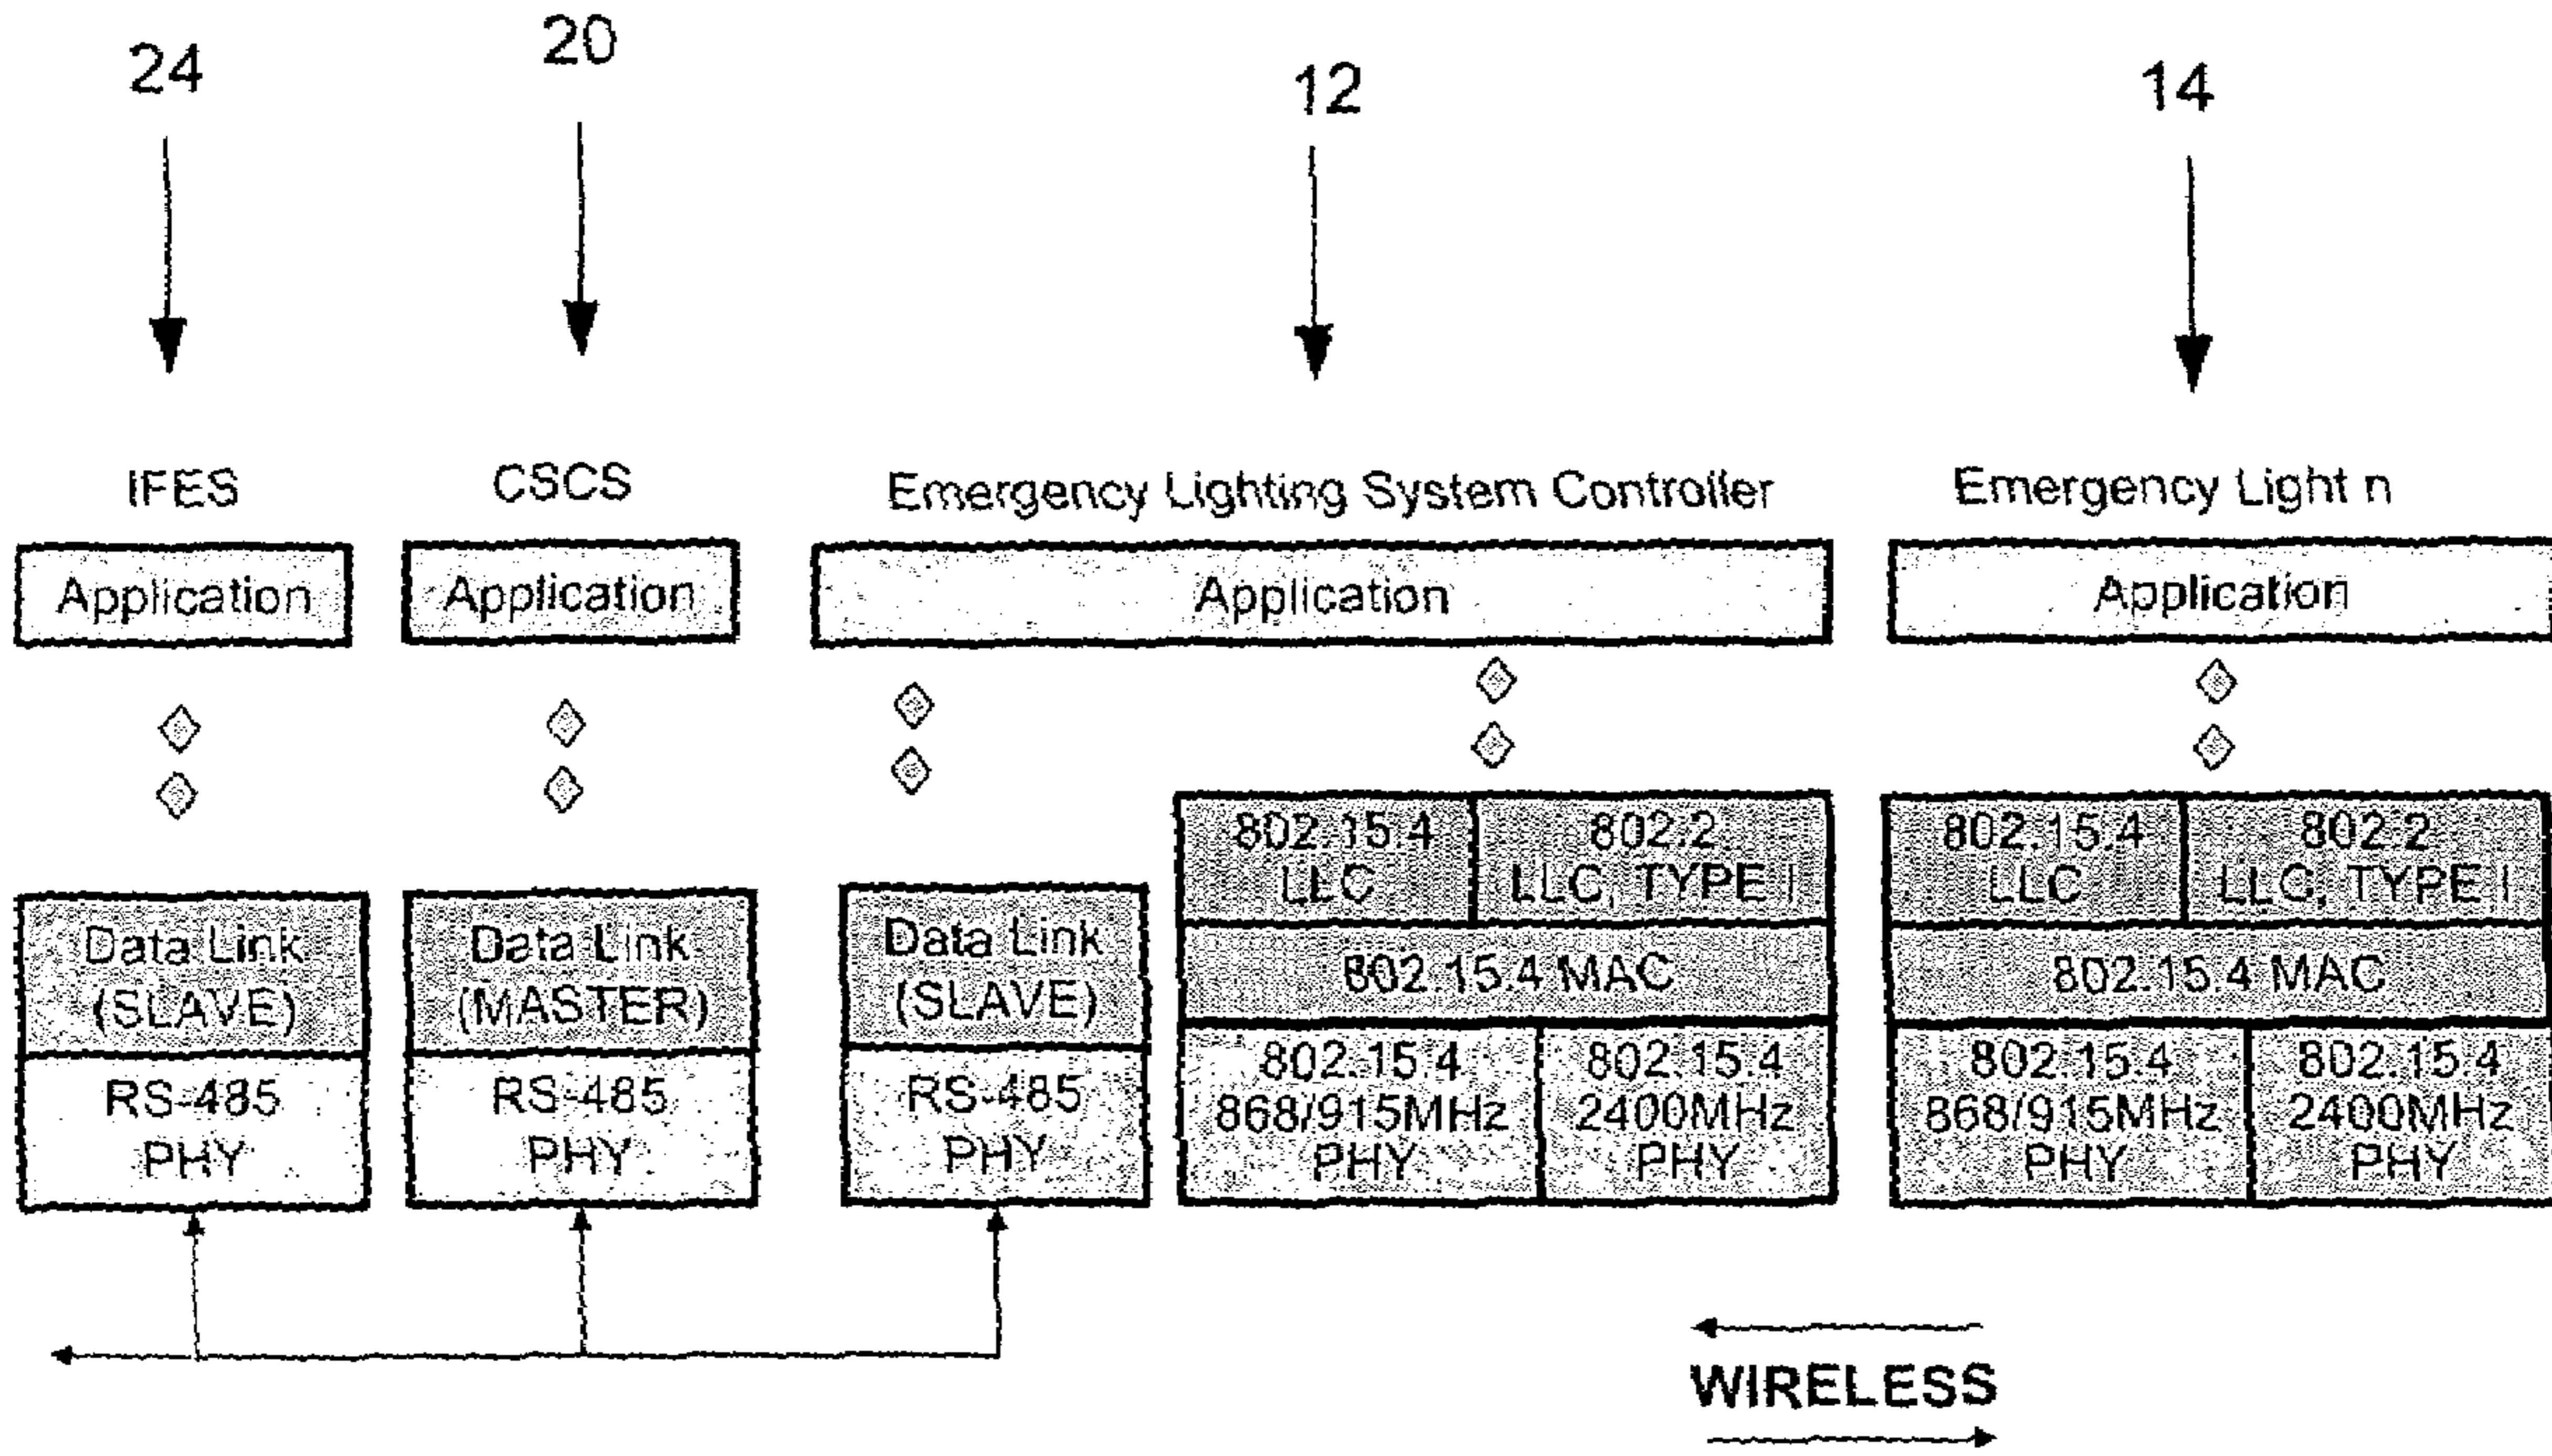 24
20
12
14
IFES
CSCS
Emergency Lighting System Controller
Emergency Light n
Application
Application
Application
Application
802.15.4
LLC
802.2
LLC, TYPE I
802.15.4
LLC
802.2
LLC, TYPE I
Data Link
(SLAVE)
Data Link
(MASTER)
Data Link
(SLAVE)
802.15.4 MAC
802.15.4 MAC
RS-485
PHY
RS-485
PHY
RS-485
PHY
802.15.4
868/915MHz
PHY
802.15.4
2400MHz
PHY
802.15.4
868/915MHz
PHY
802.15.4
2400MHz
PHY
WIRELESS